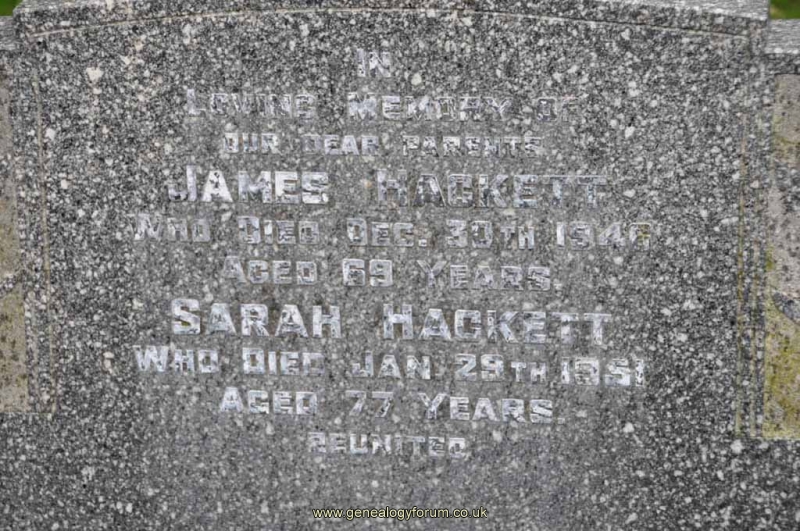 IN
LOVING MEMORY OF
OUR DEAR PARENTS
JAMES HACKETT
WHO DIED DEC. 30TH
AGED 69 YEARS
SARAH HACKETT
WHO DIED JAN 29TH 1951
AGED 77 YEARS
REUNITED
www.genealogyforum.co.uk